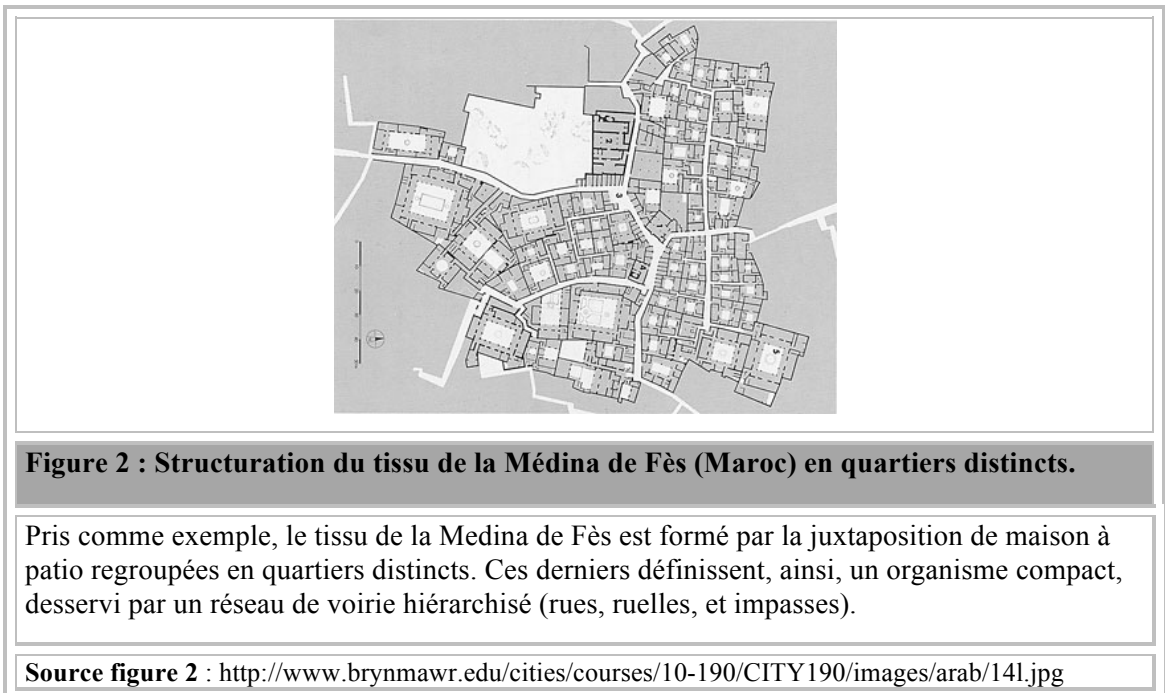 Figure 2 : Structuration du tissu de la Médina de Fès (Maroc) en quartiers distincts.
Pris comme exemple, le tissu de la Medina de Fès est formé par la juxtaposition de maison à
patio regroupées en quartiers distincts. Ces derniers définissent, ainsi, un organisme compact,
desservi par un réseau de voirie hiérarchisé (rues, ruelles, et impasses).
Source figure 2 : http://www.brynmawr.edu/cities/courses/10-190/CITY190/images/arab/14l.jpg